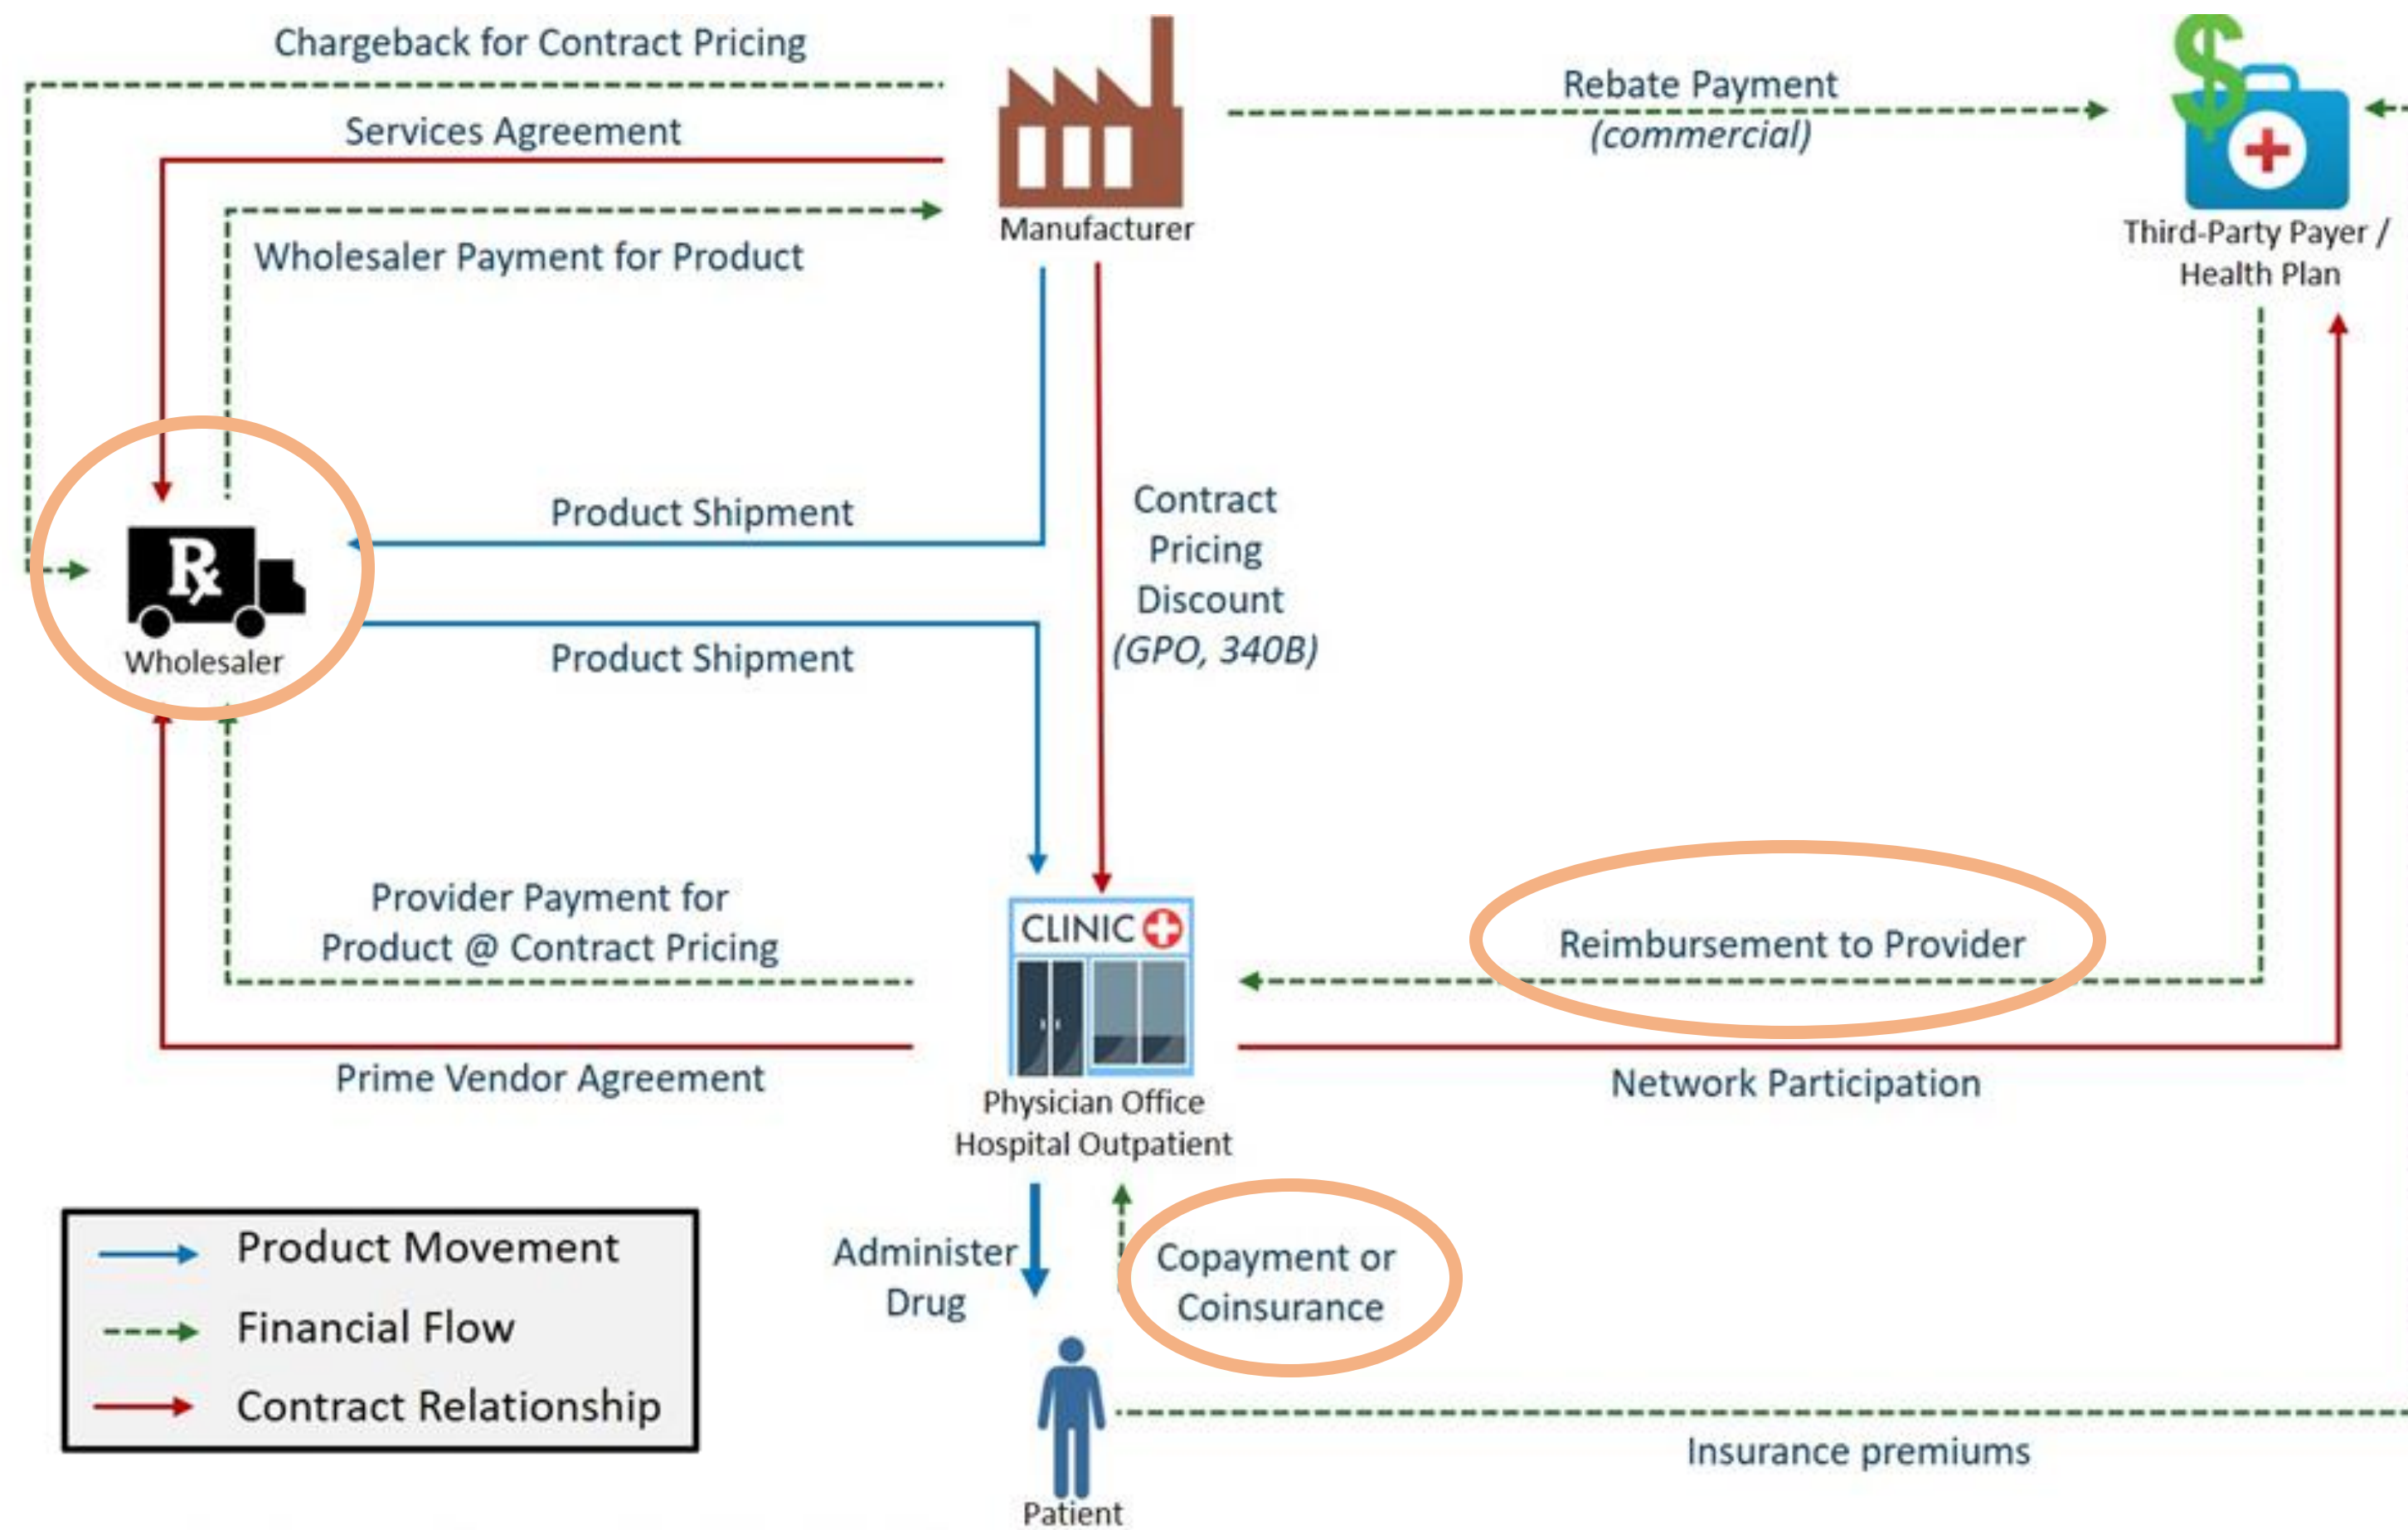 Chargeback for Contract Pricing
Services Agreement
Wholesaler Payment for Product
Manufacturer
Rebate Payment
(commercial)
$
Third-Party Payer /
Health Plan
Product Shipment
Rx
Wholesaler
Product Shipment
Contract
Pricing
Discount
(GPO, 340B)
Provider Payment for
Product @ Contract Pricing
Prime Vendor Agreement
CLINIC
Physician Office
Hospital Outpatient
Reimbursement to Provider
Network Participation
Administer
Drug
Copayment or
Coinsurance
Patient
Insurance premiums
Product Movement
Financial Flow
Contract Relationship